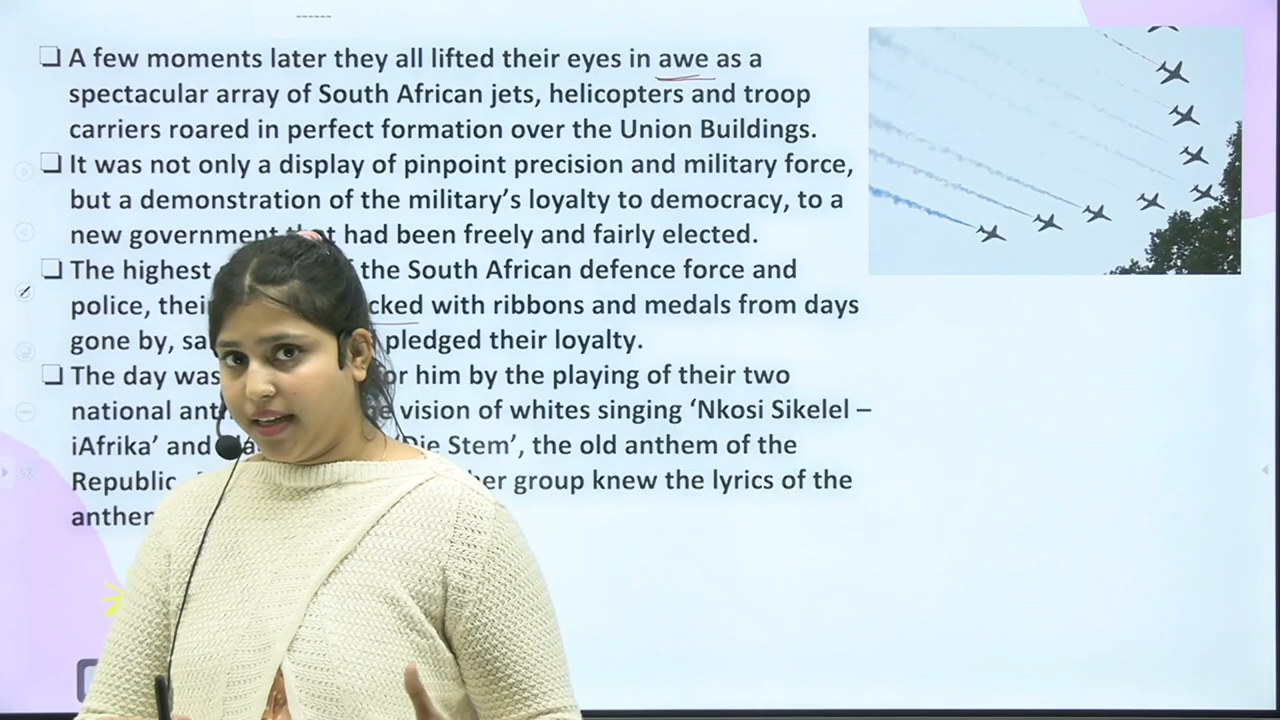 ------
❑ A few moments later they all lifted their eyes in awe as a
spectacular array of South African jets, helicopters and troop
carriers roared in perfect formation over the Union Buildings.
❑ It was not only a display of pinpoint precision and military force,
but a demonstration of the military's loyalty to democracy, to a
new government that had been freely and fairly elected.
❑ The highest the South African defence force and
police, their cked with ribbons and medals from days
gone by, pledged their loyalty.
❑ The day was for him by the playing of their two
national vision of whites singing 'Nkosi Sikelel –
iAfrika' and 'Die Stem', the old anthem of the
Republic group knew the lyrics of the